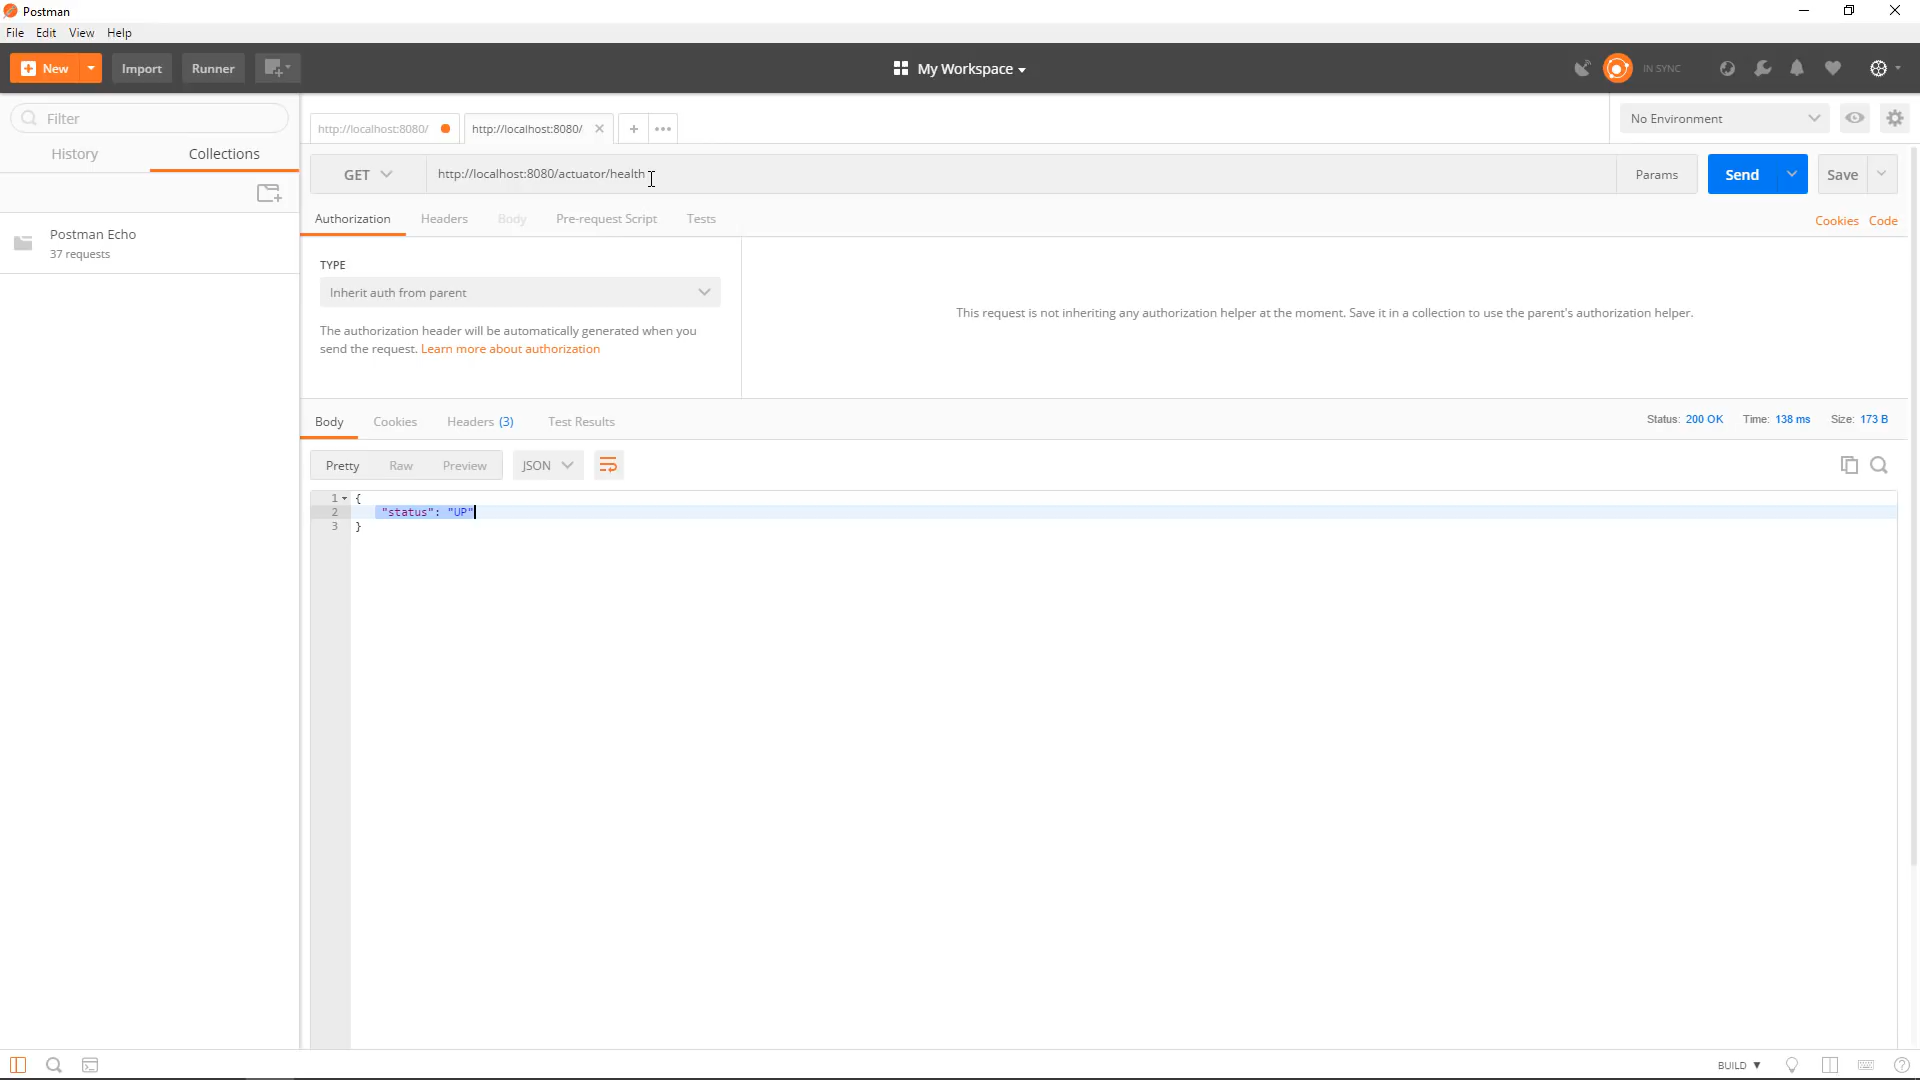 Postman
File Edit View Help
New Import Runner My Workspace IN SYNC
Filter
History Collections
Postman Echo
37 requests
http://localhost:8080/ http://localhost:8080/ No Environment
GET http://localhost:8080/actuator/health Params Send Save
Authorization Headers Body Pre-request Script Tests Cookies Code
TYPE
Inherit auth from parent
The authorization header will be automatically generated when you
send the request. Learn more about authorization
This request is not inheriting any authorization helper at the moment. Save it in a collection to use the parent's authorization helper.
Body Cookies Headers (3) Test Results Status: 200 OK Time: 138 ms Size: 173 B
Pretty Raw Preview JSON
1 {
2 "status": "UP"
3 }
BUILD